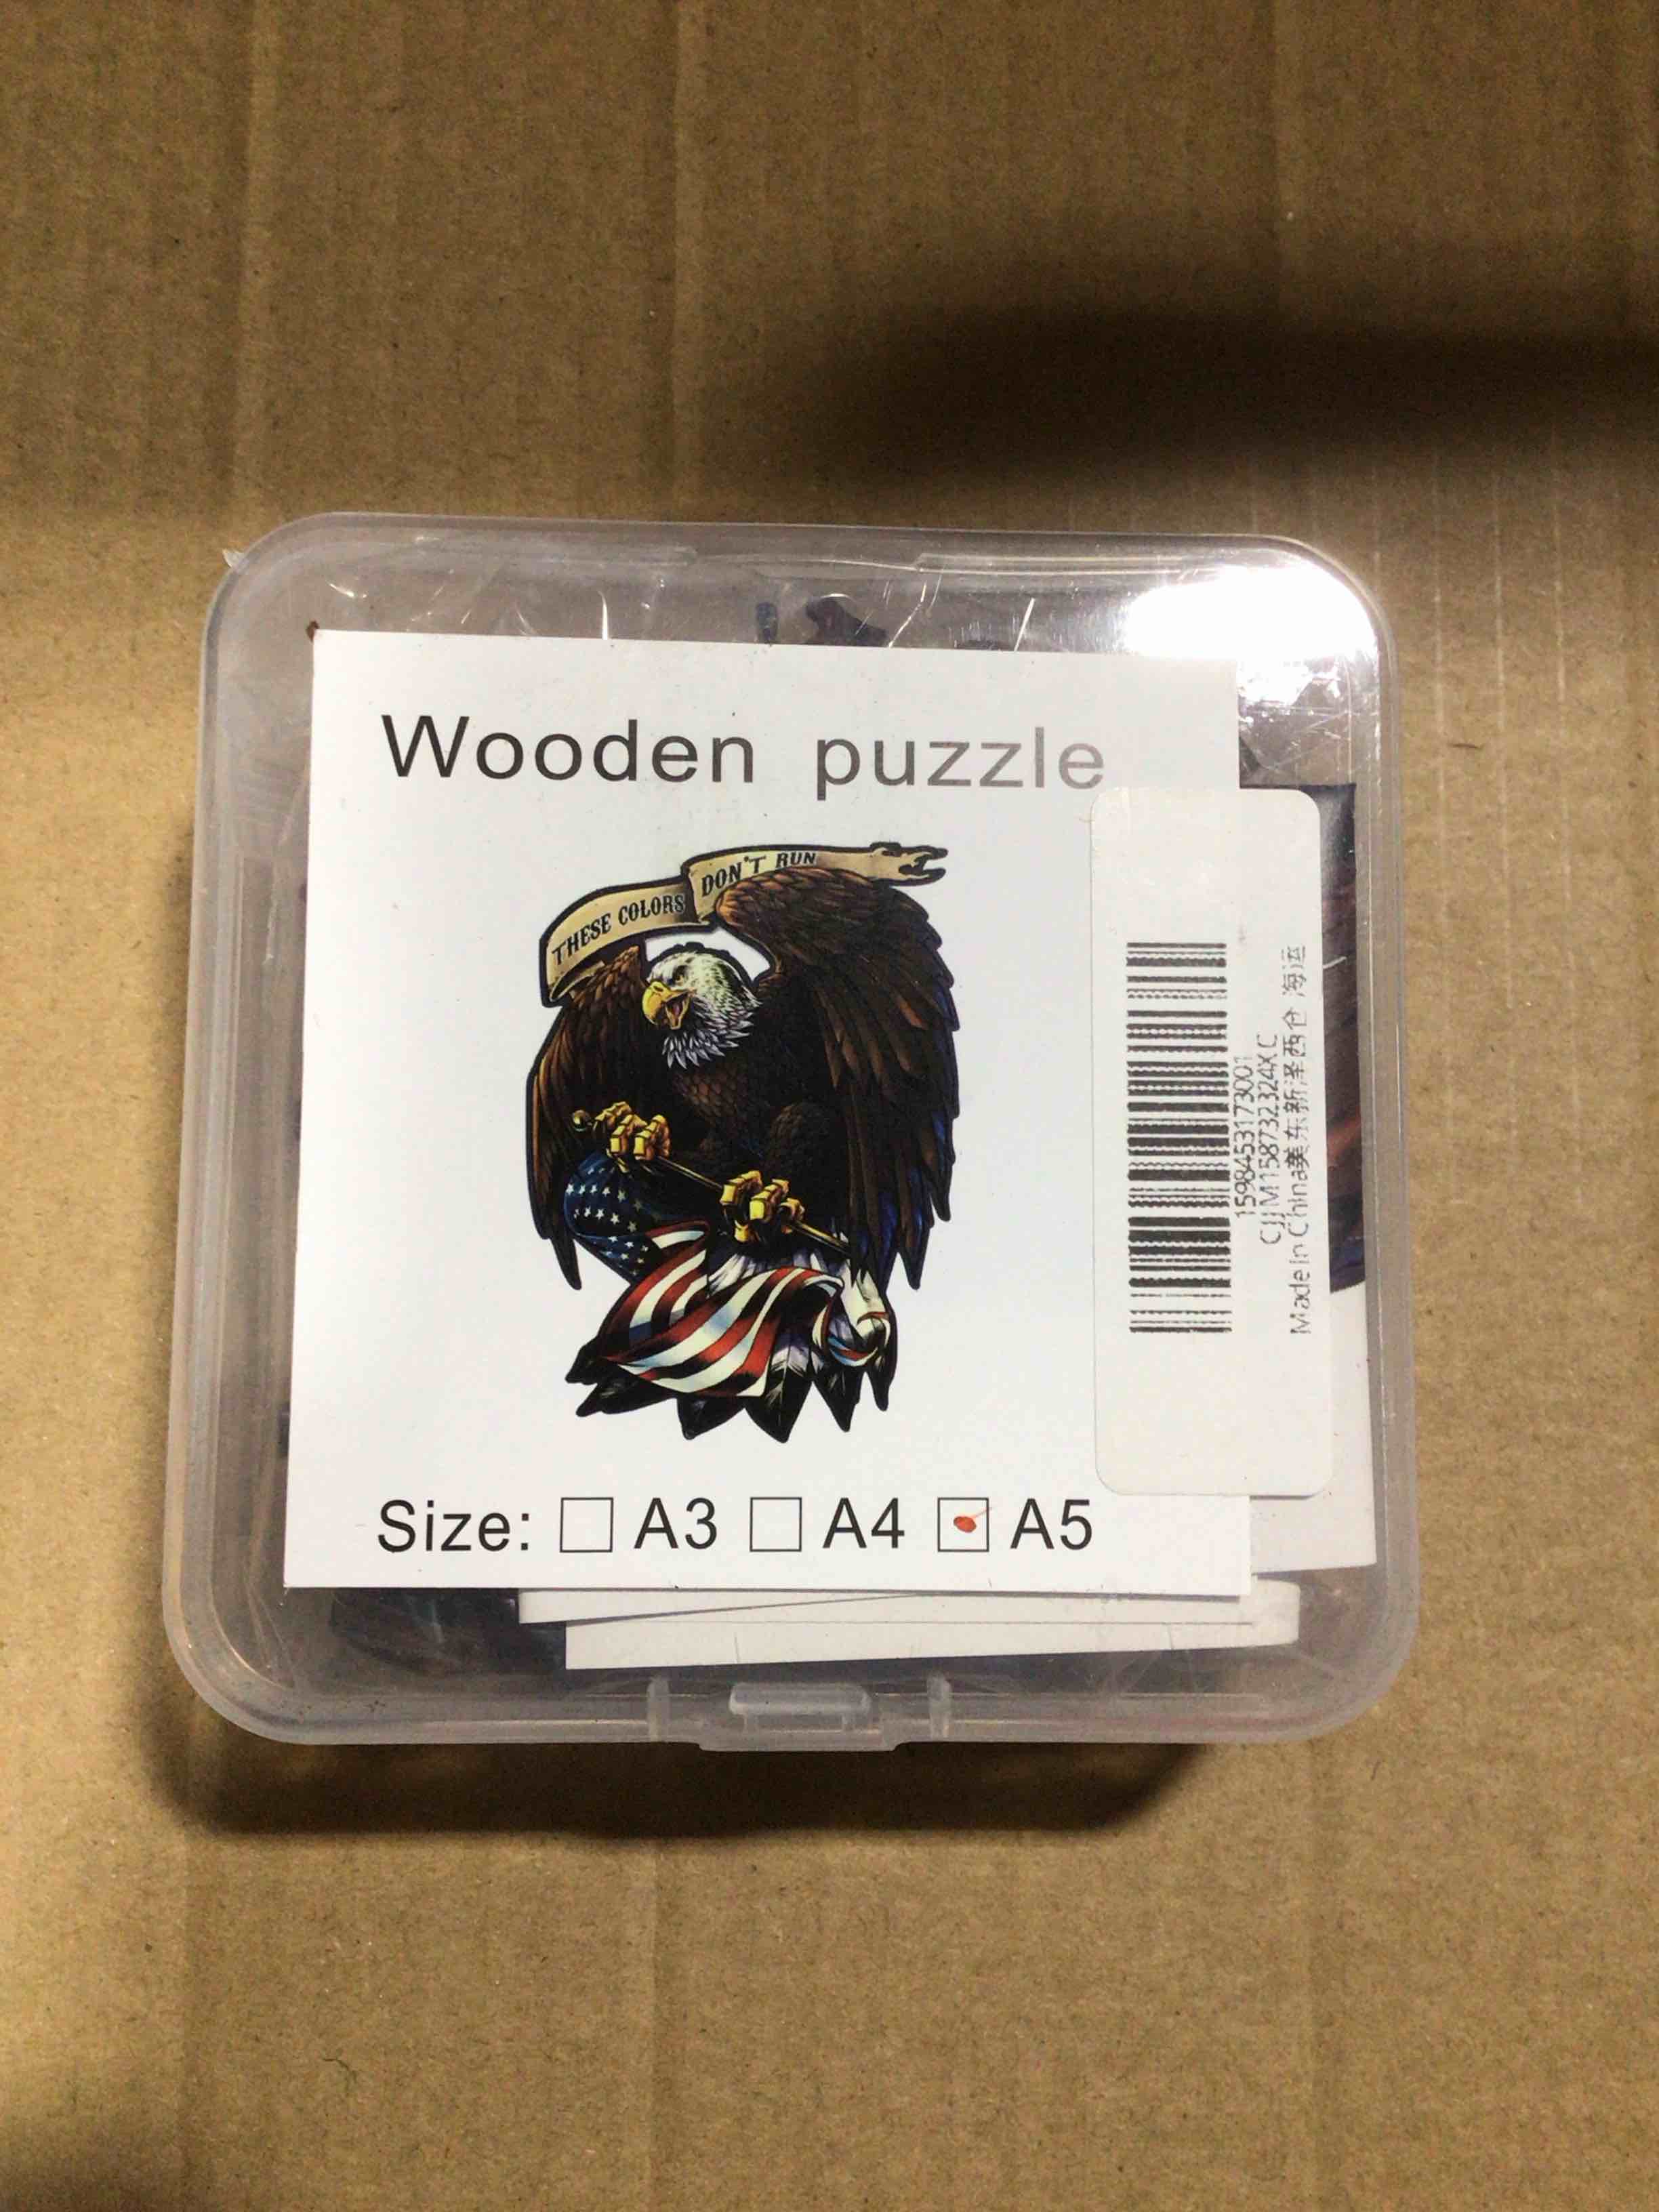 Wooden puzzle
THESE COLORS DON'T RUN
Size: A3 A4 A5
1598453173001
CJJM158732324XC
Made in China美东新泽西仓 海运